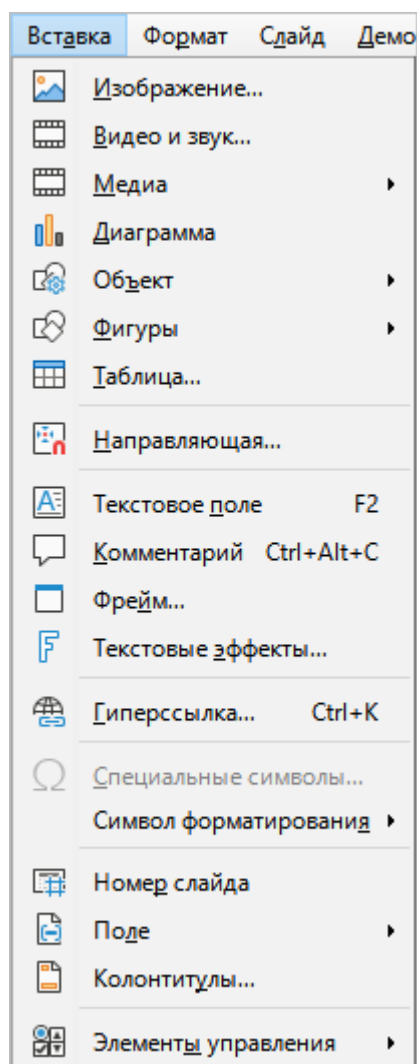 Вставка Формат Слайд Демо
Изображение...
Видео и звук...
Медиа
Диаграмма
Объект
Фигуры
Таблица...
Направляющая...
Текстовое поле F2
Комментарий Ctrl+Alt+C
Фрейм...
Текстовые эффекты...
Гиперссылка... Ctrl+K
Специальные символы...
Символ форматирования
Номер слайда
Поле
Колонтитулы...
Элементы управления